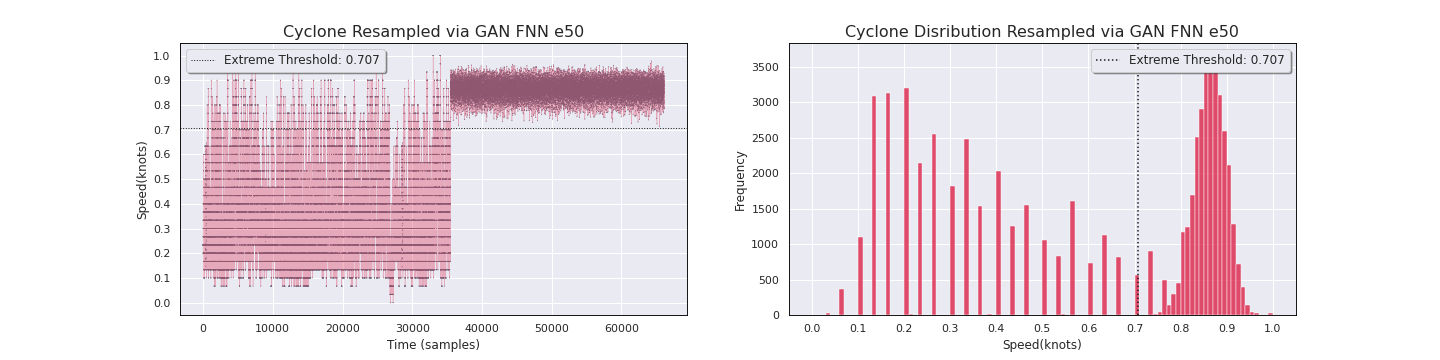 Cyclone Resampled via GAN FNN e50
Extreme Threshold: 0.707
Speed(knots)
1.0
0.9
0.8
0.7
0.6
0.5
0.4
0.3
0.2
0.1
0.0
0 10000 20000 30000 40000 50000 60000
Time (samples)
Cyclone Disribution Resampled via GAN FNN e50
Extreme Threshold: 0.707
Frequency
3500
3000
2500
2000
1500
1000
500
0
0.0 0.1 0.2 0.3 0.4 0.5 0.6 0.7 0.8 0.9 1.0
Speed(knots)